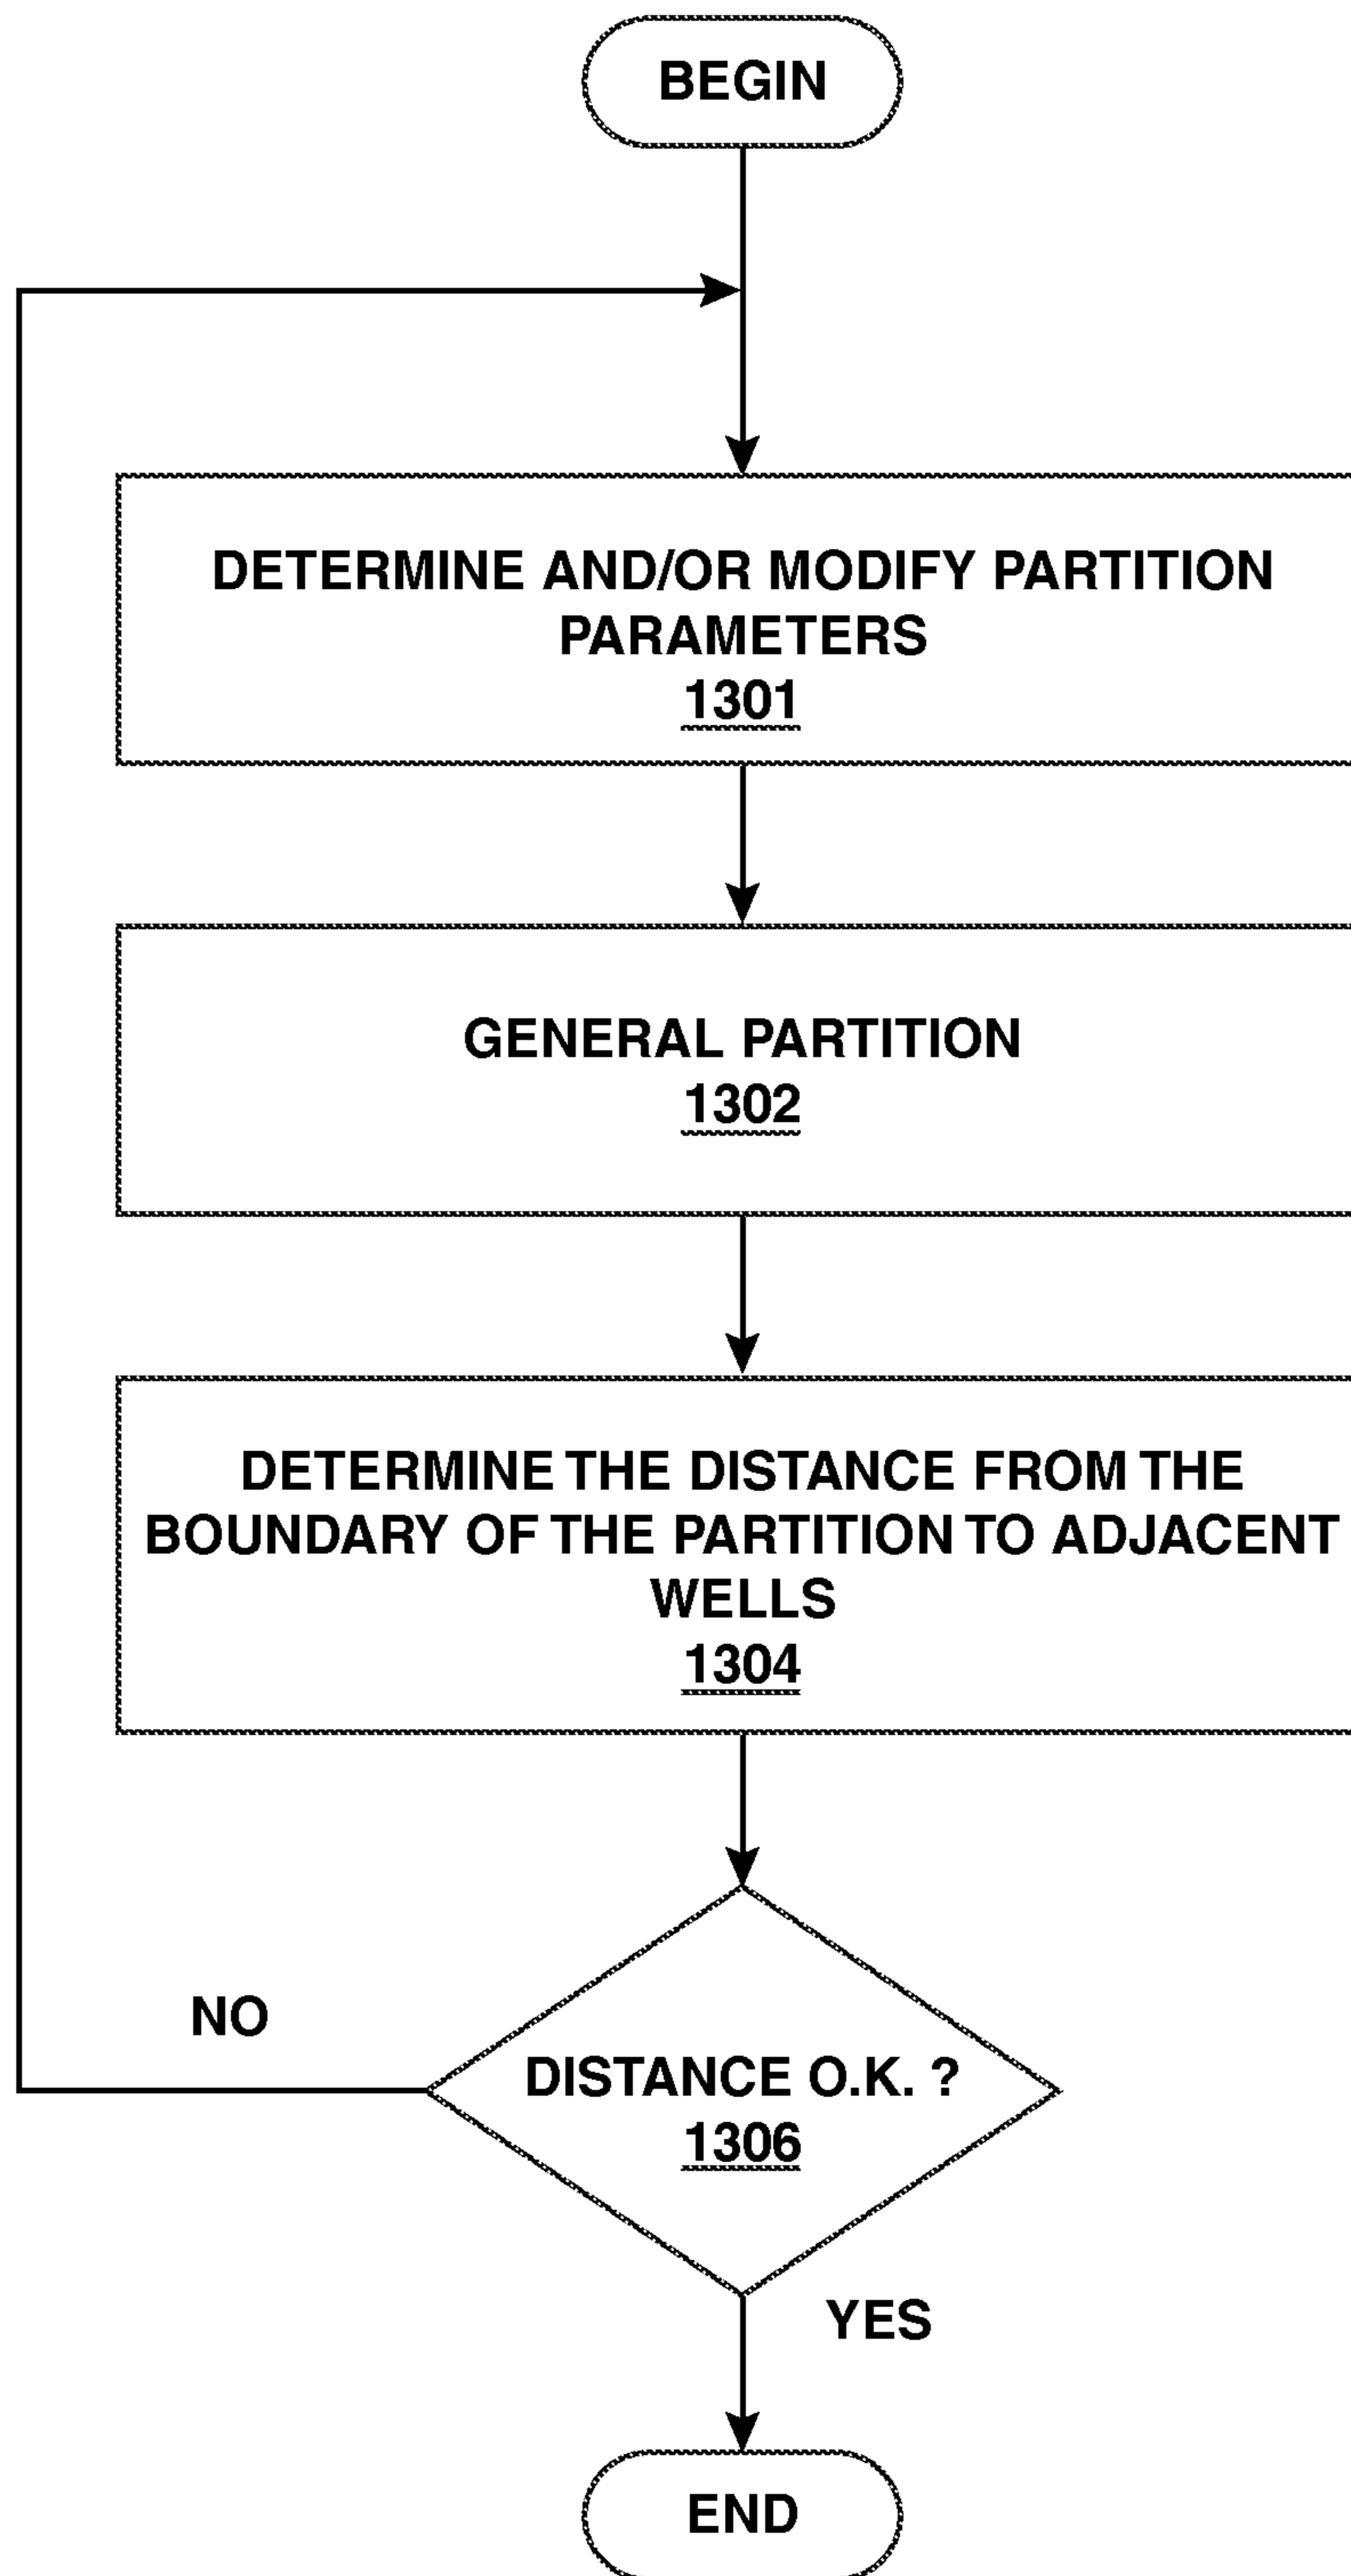 BEGIN
DETERMINE AND/OR MODIFY PARTITION
PARAMETERS
1301
GENERAL PARTITION
1302
DETERMINE THE DISTANCE FROM THE
BOUNDARY OF THE PARTITION TO ADJACENT
WELLS
1304
NO
DISTANCE O.K. ?
1306
YES
END